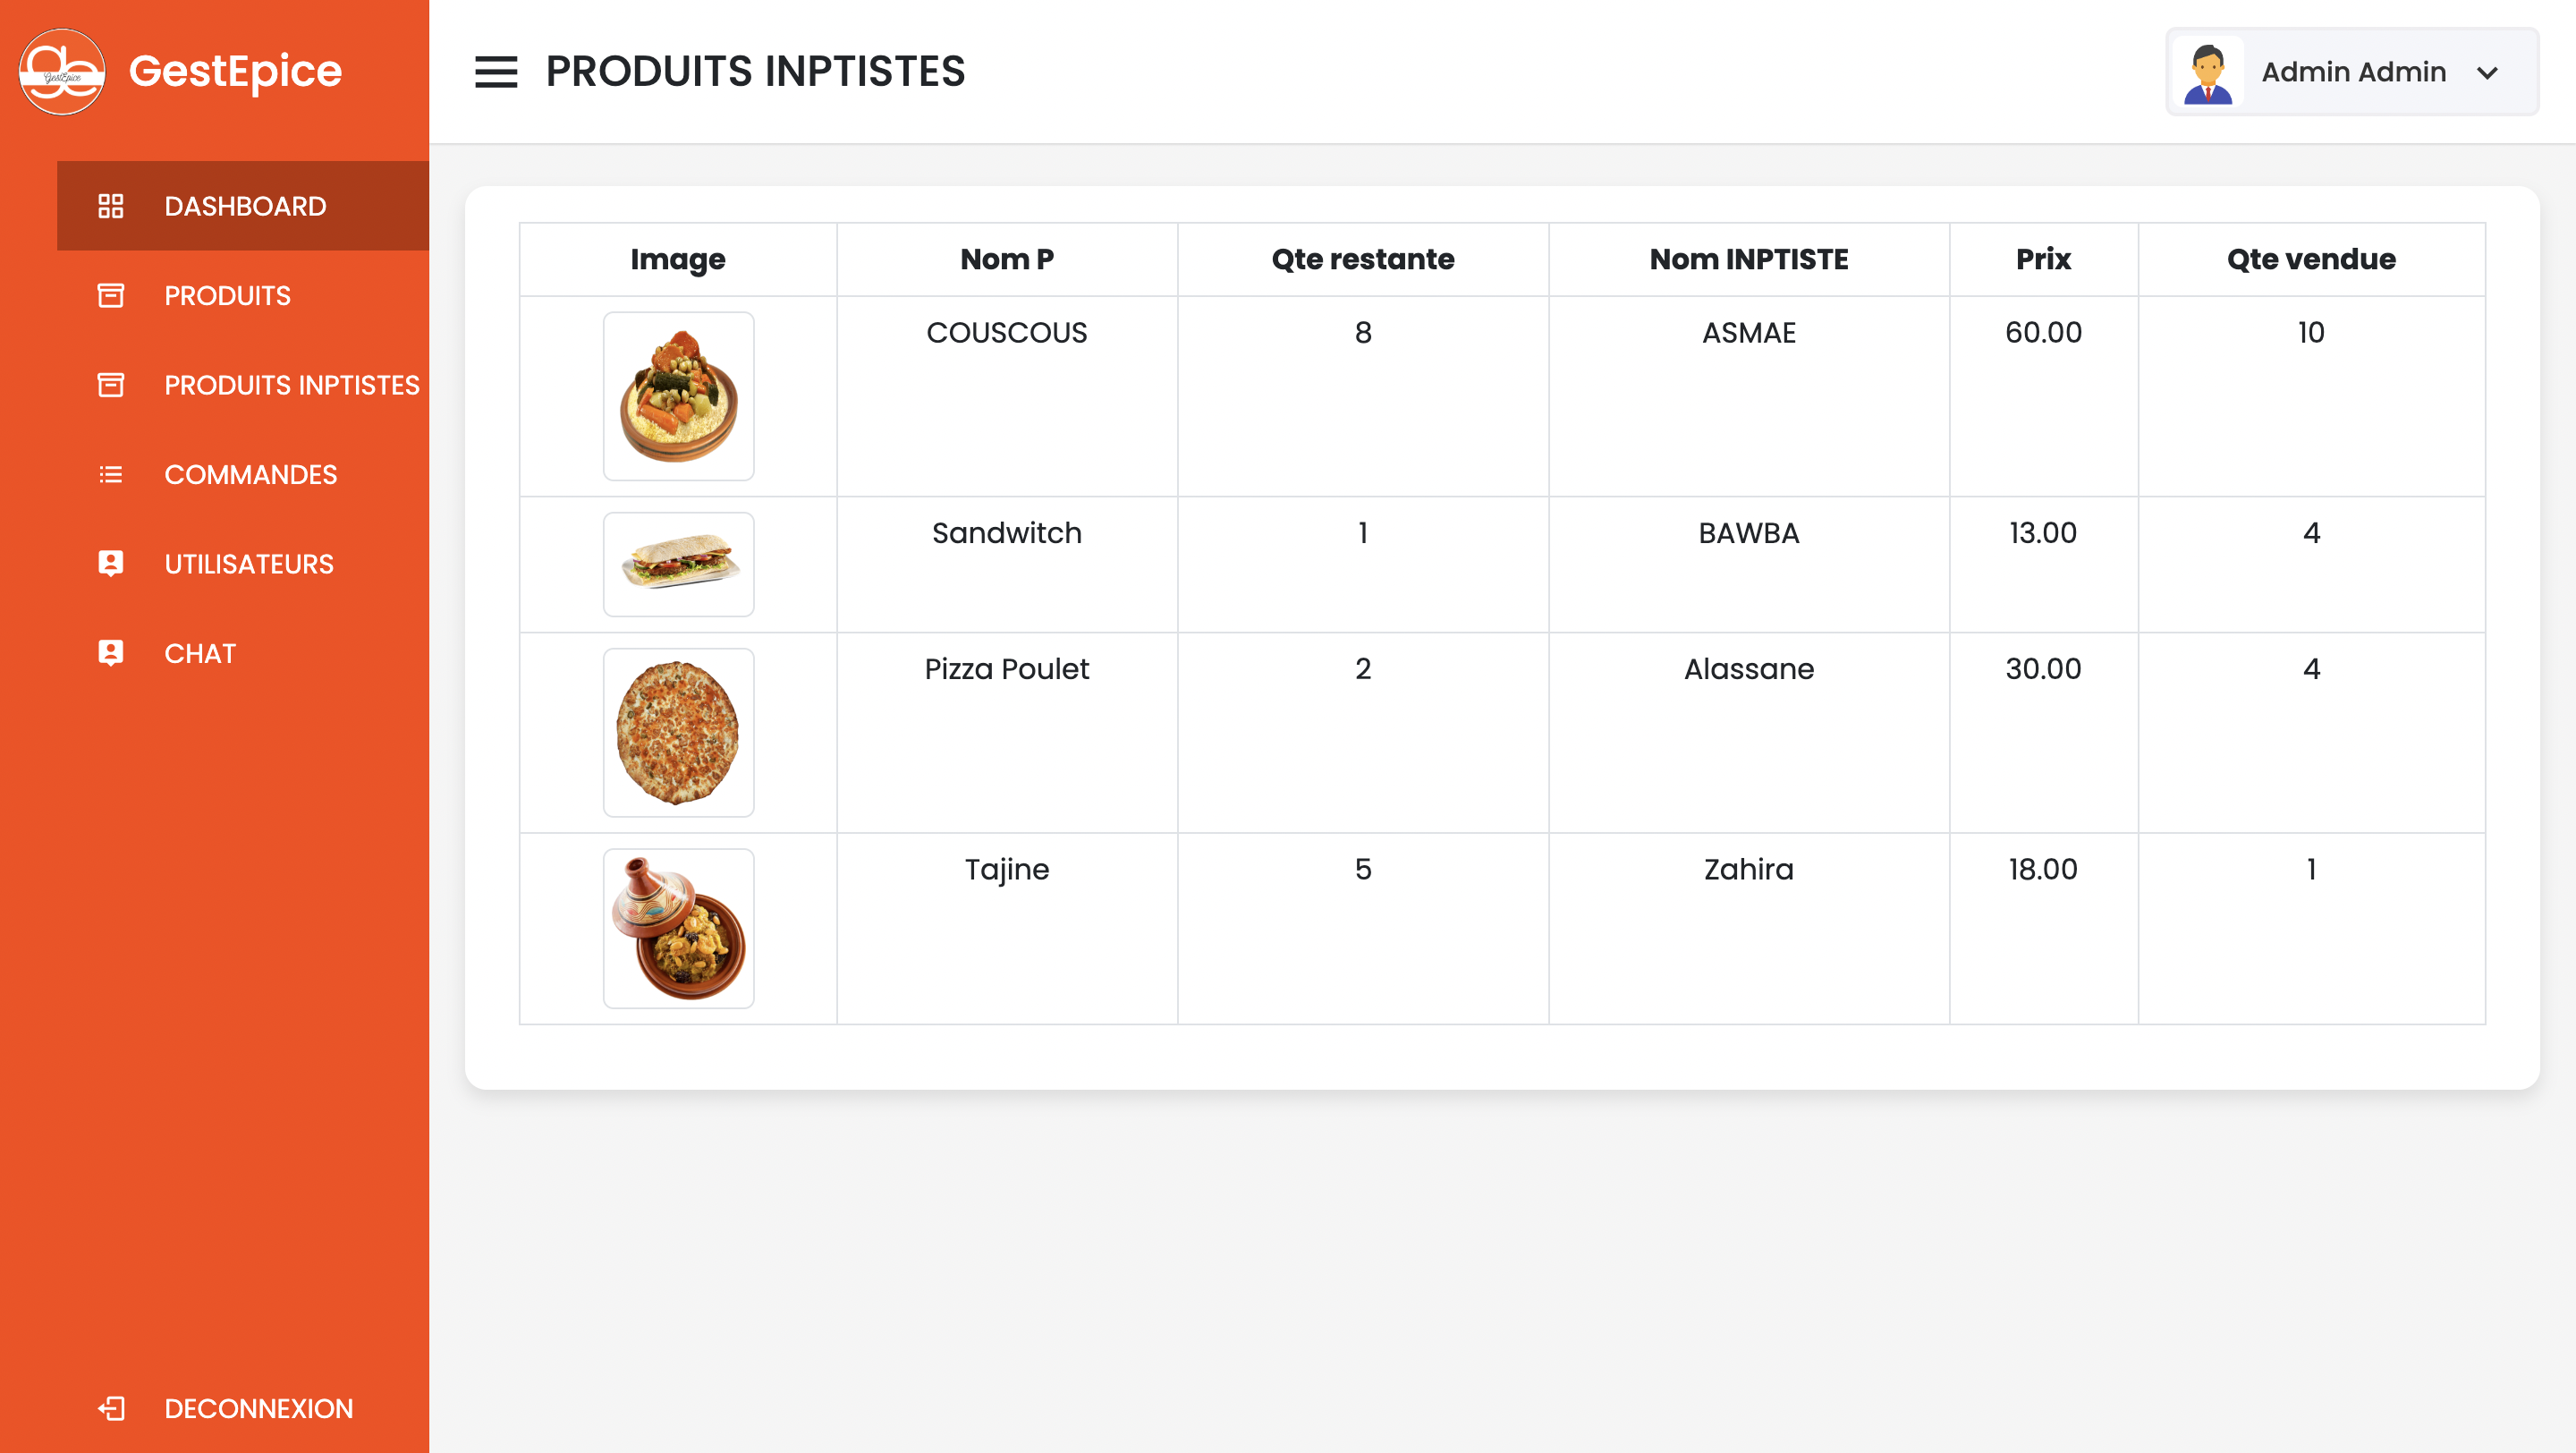 GestEpice
GestEpice
PRODUITS INPTISTES
Admin Admin
DASHBOARD
PRODUITS
PRODUITS INPTISTES
COMMANDES
UTILISATEURS
CHAT
DECONNEXION
Image Nom P Qte restante Nom INPTISTE Prix Qte vendue
COUSCOUS 8 ASMAE 60.00 10
Sandwitch 1 BAWBA 13.00 4
Pizza Poulet 2 Alassane 30.00 4
Tajine 5 Zahira 18.00 1